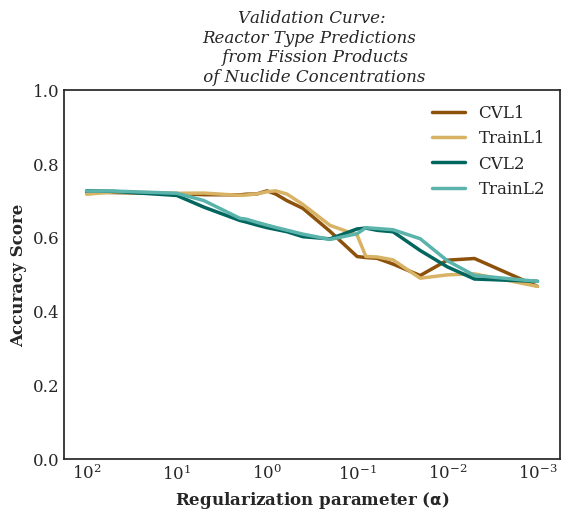 Validation Curve:
Reactor Type Predictions
from Fission Products
of Nuclide Concentrations
CVL1
TrainL1
CVL2
TrainL2
Accuracy Score
1.0
0.8
0.6
0.4
0.2
0.0
10² 10¹ 10⁰ 10⁻¹ 10⁻² 10⁻³
Regularization parameter (α)